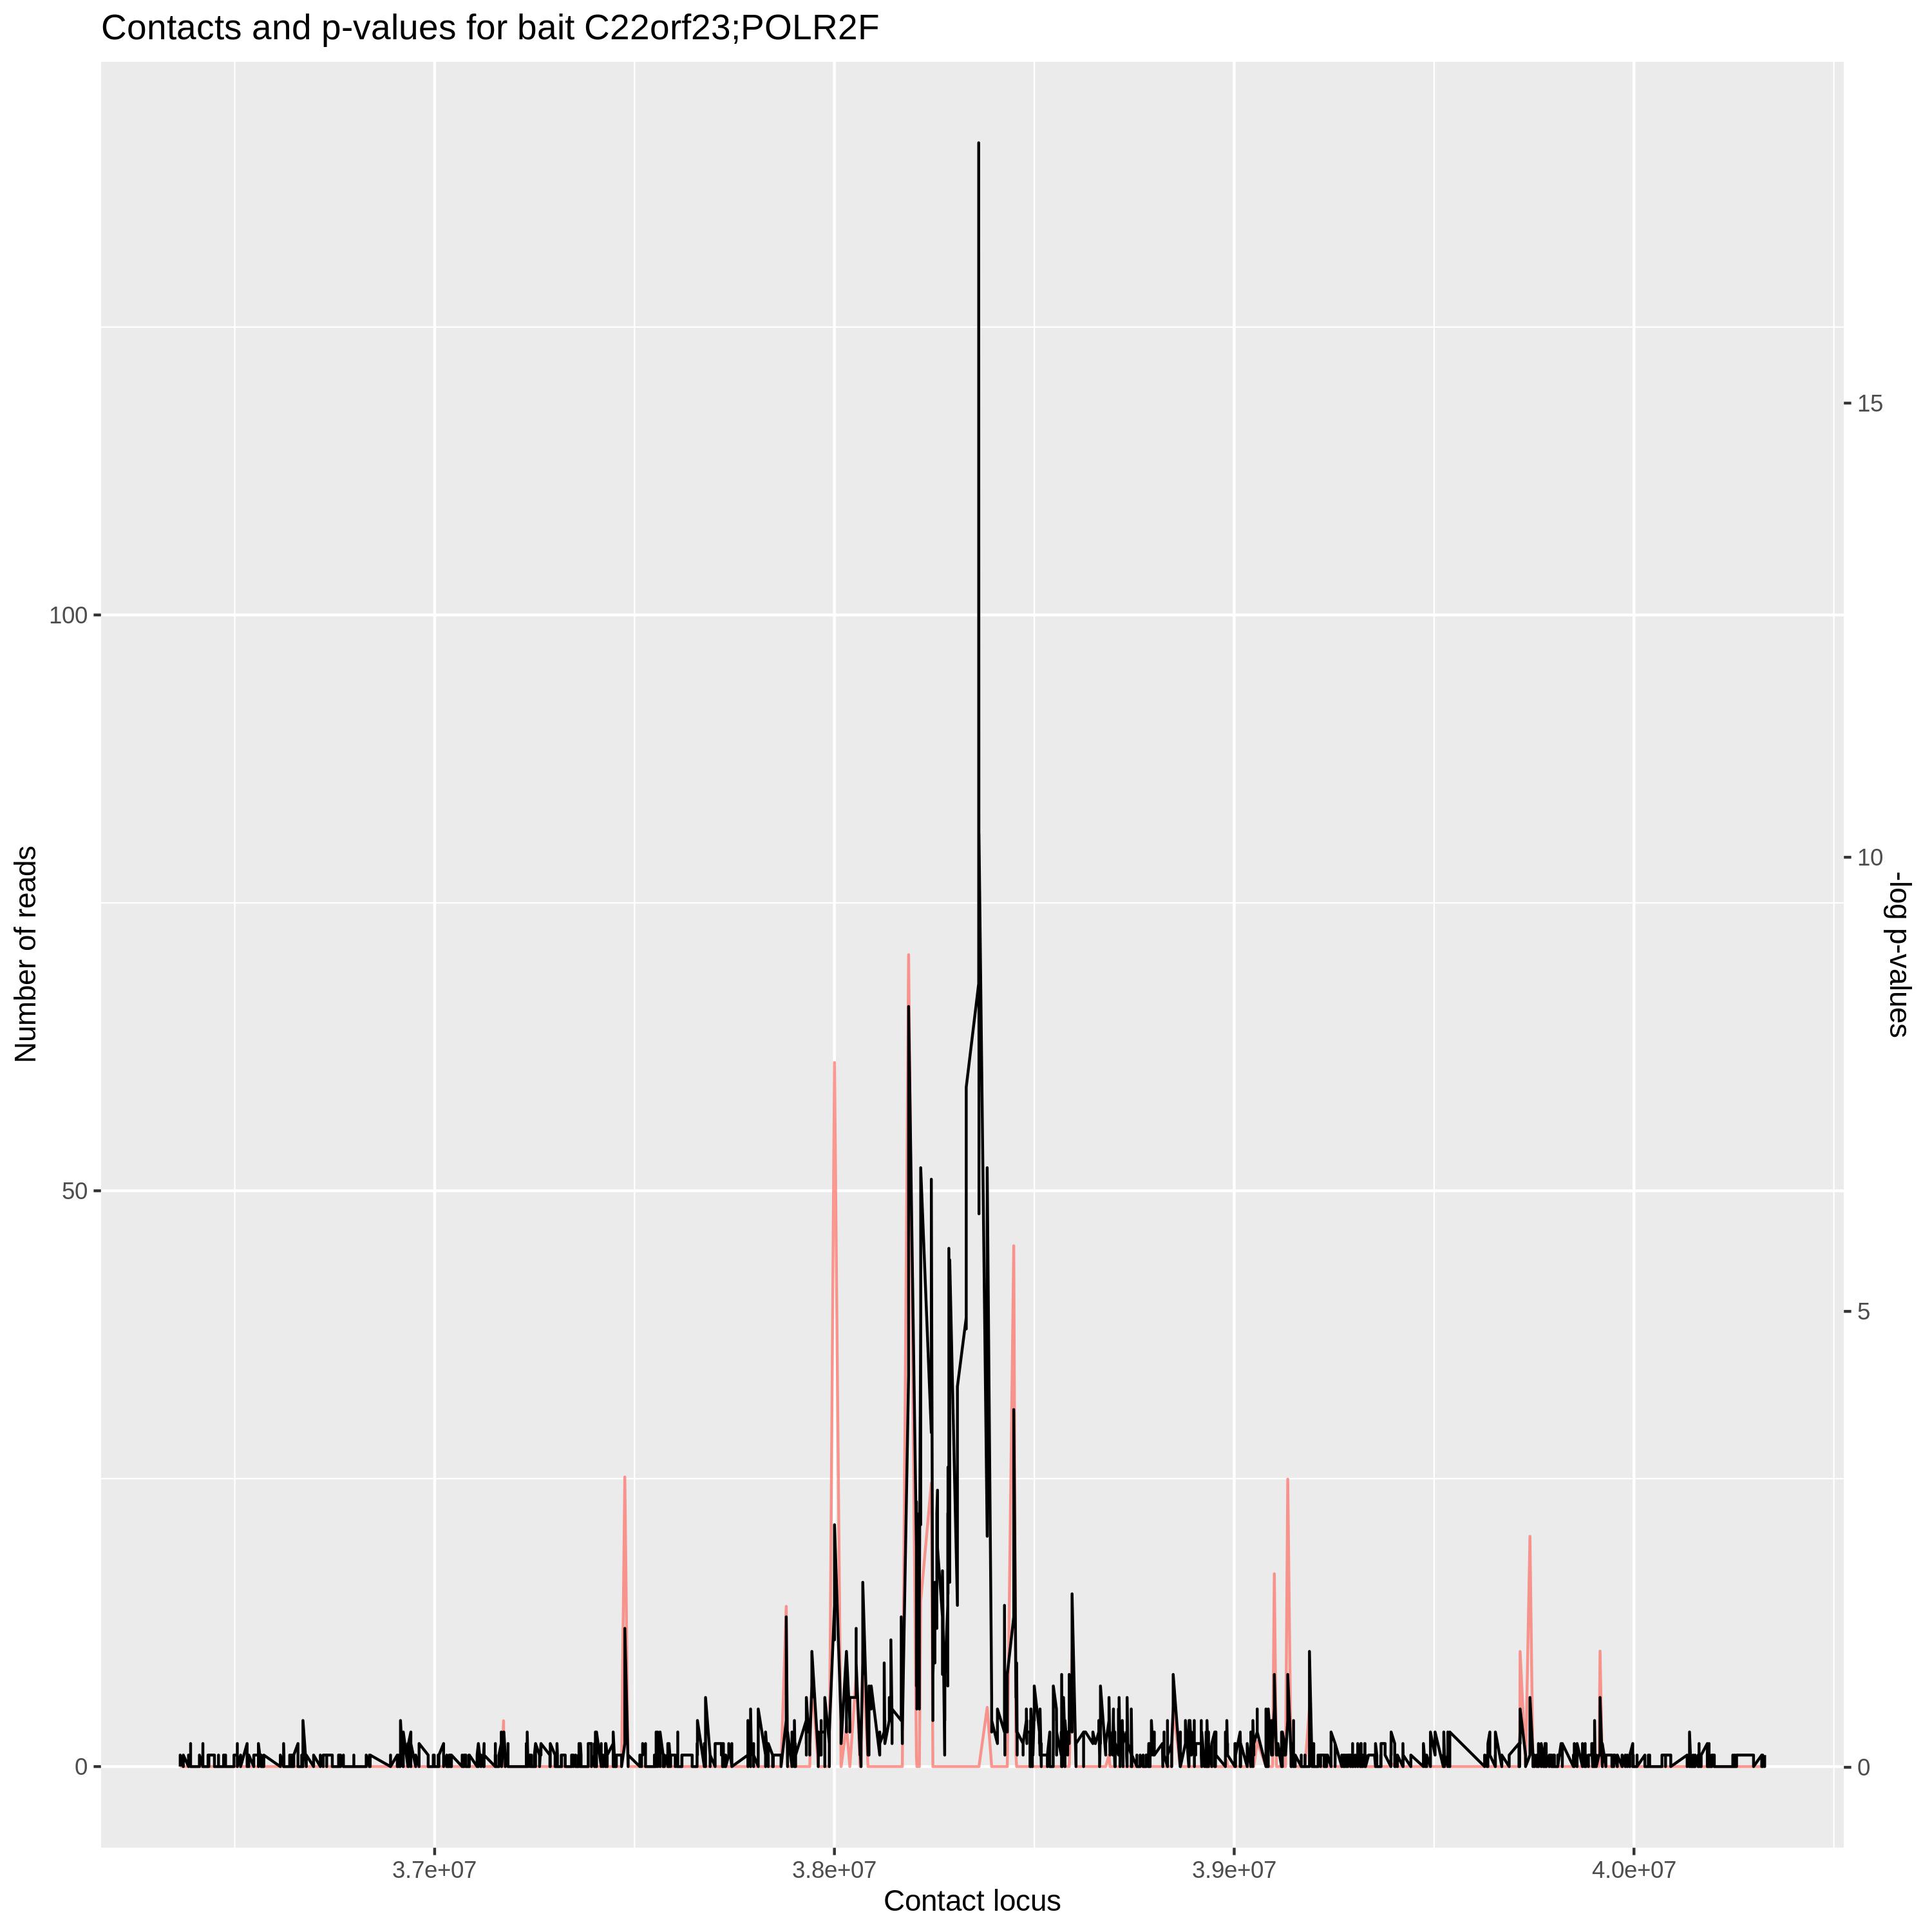 Contacts and p-values for bait C22orf23;POLR2F
Number of reads
100
50
0
15
10
5
0
-log p-values
3.7e+07
3.8e+07
3.9e+07
4.0e+07
Contact locus